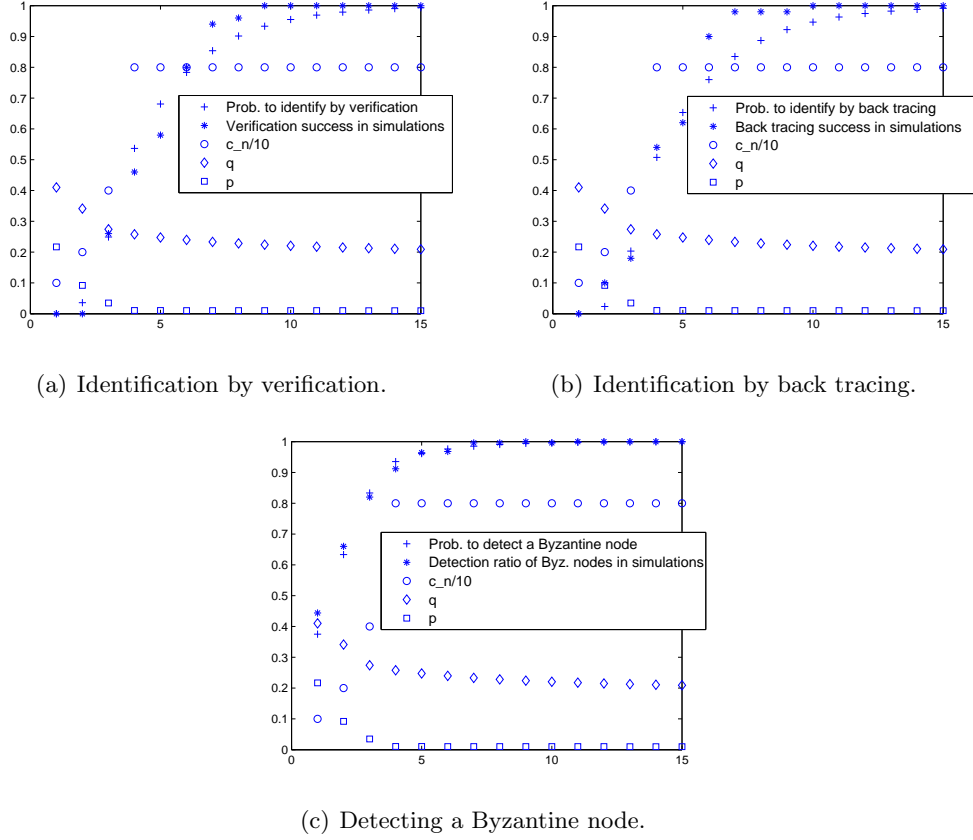 1
0.9
0.8
0.7
0.6
0.5
0.4
0.3
0.2
0.1
0
0 5 10 15
Prob. to identify by verification
Verification success in simulations
c_n/10
q
p
(a) Identification by verification.
1
0.9
0.8
0.7
0.6
0.5
0.4
0.3
0.2
0.1
0
0 5 10 15
Prob. to identify by back tracing
Back tracing success in simulations
c_n/10
q
p
(b) Identification by back tracing.
1
0.9
0.8
0.7
0.6
0.5
0.4
0.3
0.2
0.1
0
0 5 10 15
Prob. to detect a Byzantine node
Detection ratio of Byz. nodes in simulations
c_n/10
q
p
(c) Detecting a Byzantine node.